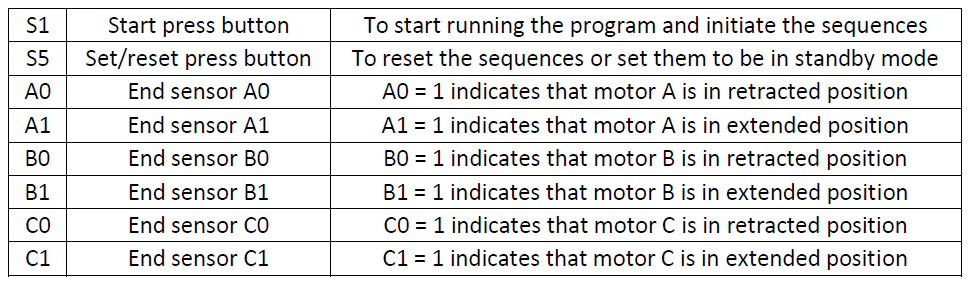 S1 Start press button To start running the program and initiate the sequences
S5 Set/reset press button To reset the sequences or set them to be in standby mode
A0 End sensor A0 A0 = 1 indicates that motor A is in retracted position
A1 End sensor A1 A1 = 1 indicates that motor A is in extended position
B0 End sensor B0 B0 = 1 indicates that motor B is in retracted position
B1 End sensor B1 B1 = 1 indicates that motor B is in extended position
C0 End sensor C0 C0 = 1 indicates that motor C is in retracted position
C1 End sensor C1 C1 = 1 indicates that motor C is in extended position